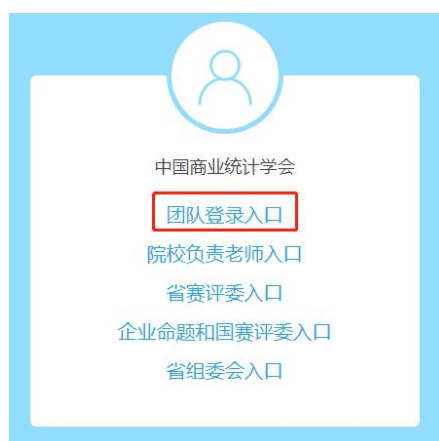 中国商业统计学会
团队登录入口
院校负责老师入口
省赛评委入口
企业命题和国赛评委入口
省组委会入口